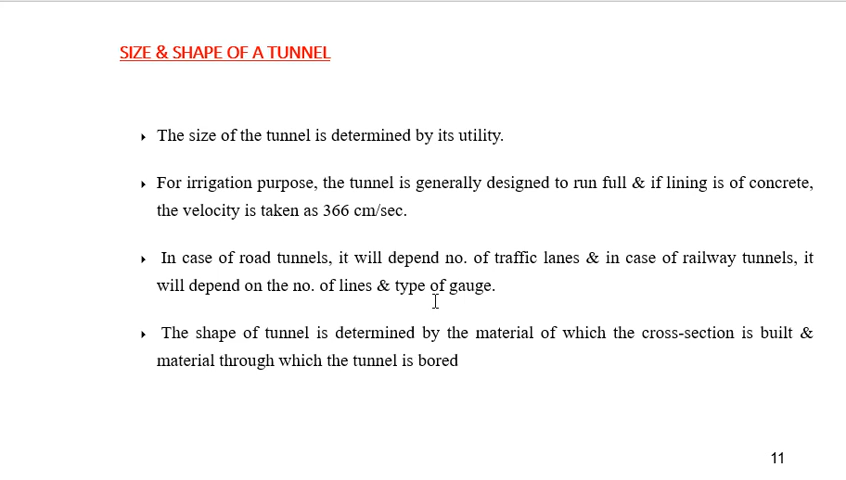 SIZE & SHAPE OF A TUNNEL
‣ The size of the tunnel is determined by its utility.
‣ For irrigation purpose, the tunnel is generally designed to run full & if lining is of concrete,
the velocity is taken as 366 cm/sec.
‣ In case of road tunnels, it will depend no. of traffic lanes & in case of railway tunnels, it
will depend on the no. of lines & type of gauge.
‣ The shape of tunnel is determined by the material of which the cross-section is built &
material through which the tunnel is bored
11